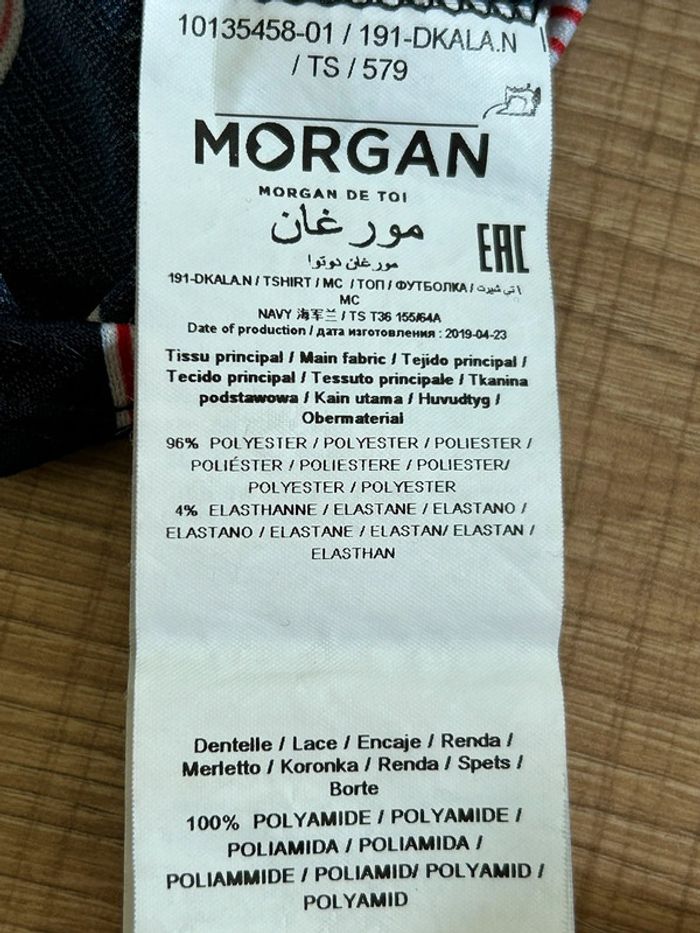 10135458-01 / 191-DKALA.N
/ TS / 579
MORGAN
MORGAN DE TOI
مورغان
EAC
مورغان دوتوا
191-DKALA.N / TSHIRT / MC / ТОП / ФУТБОЛКА / تي شيرت
MC
NAVY 海军兰 / TS T36 155/64A
Date of production / дата изготовления : 2019-04-23
Tissu principal / Main fabric / Tejido principal /
Tecido principal / Tessuto principale / Tkanina
podstawowa / Kain utama / Huvudtyg /
Obermaterial
96% POLYESTER / POLYESTER / POLIESTER /
POLIÉSTER / POLIESTERE / POLIESTER/
POLYESTER / POLYESTER
4% ELASTHANNE / ELASTANE / ELASTANO /
ELASTANO / ELASTANE / ELASTAN/ ELASTAN /
ELASTHAN
Dentelle / Lace / Encaje / Renda /
Merletto / Koronka / Renda / Spets /
Borte
100% POLYAMIDE / POLYAMIDE /
POLIAMIDA / POLIAMIDA /
POLIAMMIDE / POLIAMID/ POLYAMID /
POLYAMID